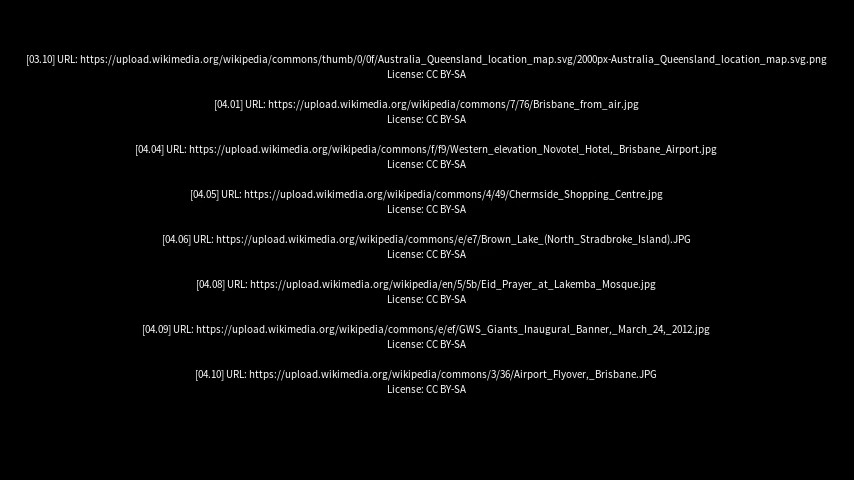 [03.10] URL: https://upload.wikimedia.org/wikipedia/commons/thumb/0/0f/Australia_Queensland_location_map.svg/2000px-Australia_Queensland_location_map.svg.png
License: CC BY-SA
[04.01] URL: https://upload.wikimedia.org/wikipedia/commons/7/76/Brisbane_from_air.jpg
License: CC BY-SA
[04.04] URL: https://upload.wikimedia.org/wikipedia/commons/f/f9/Western_elevation_Novotel_Hotel,_Brisbane_Airport.jpg
License: CC BY-SA
[04.05] URL: https://upload.wikimedia.org/wikipedia/commons/4/49/Chermside_Shopping_Centre.jpg
License: CC BY-SA
[04.06] URL: https://upload.wikimedia.org/wikipedia/commons/e/e7/Brown_Lake_(North_Stradbroke_Island).JPG
License: CC BY-SA
[04.08] URL: https://upload.wikimedia.org/wikipedia/en/5/5b/Eid_Prayer_at_Lakemba_Mosque.jpg
License: CC BY-SA
[04.09] URL: https://upload.wikimedia.org/wikipedia/commons/e/ef/GWS_Giants_Inaugural_Banner,_March_24,_2012.jpg
License: CC BY-SA
[04.10] URL: https://upload.wikimedia.org/wikipedia/commons/3/36/Airport_Flyover,_Brisbane.JPG
License: CC BY-SA